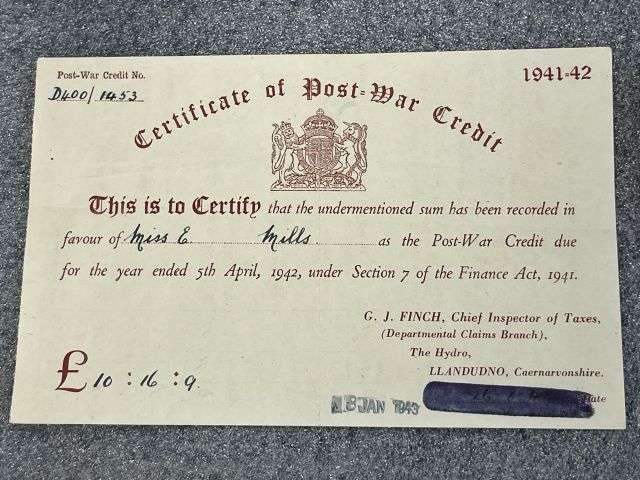 Post-War Credit No.
D400/1453
1941-42
Certificate of Post-War Credit
This is to Certify that the undermentioned sum has been recorded in
favour of Miss E Mills as the Post-War Credit due
for the year ended 5th April, 1942, under Section 7 of the Finance Act, 1941.
G. J. FINCH, Chief Inspector of Taxes,
(Departmental Claims Branch),
The Hydro,
LLANDUDNO, Caernarvonshire.
£ 10 : 16 : 9
JAN 1943
Date